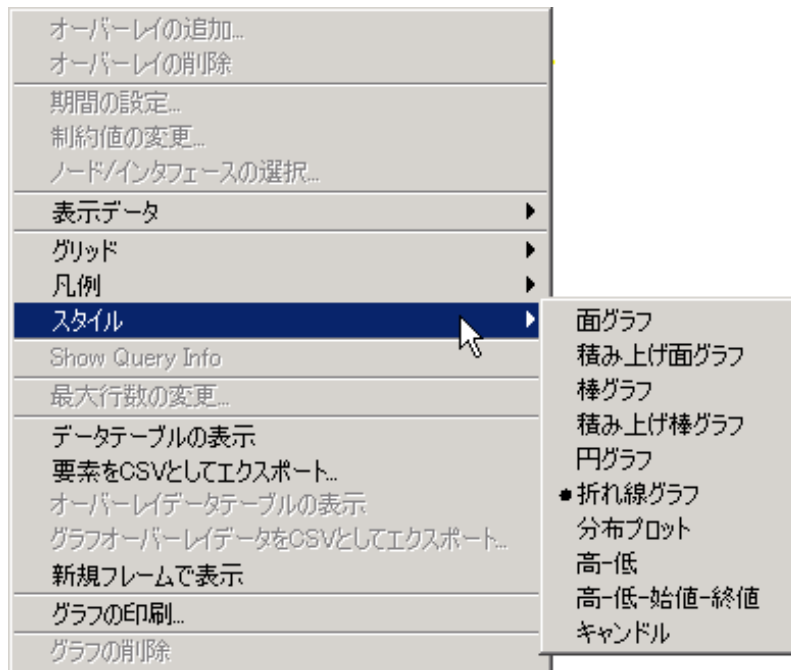 オーバーレイの追加...
オーバーレイの削除
期間の設定...
制約値の変更...
ノード/インタフェースの選択...
表示データ
グリッド
凡例
スタイル
Show Query Info
最大行数の変更...
データテーブルの表示
要素をCSVとしてエクスポート...
オーバーレイデータテーブルの表示
グラフオーバーレイデータをCSVとしてエクスポート...
新規フレームで表示
グラフの印刷...
グラフの削除
面グラフ
積み上げ面グラフ
棒グラフ
積み上げ棒グラフ
円グラフ
折れ線グラフ
分布プロット
高-低
高-低-始値-終値
キャンドル